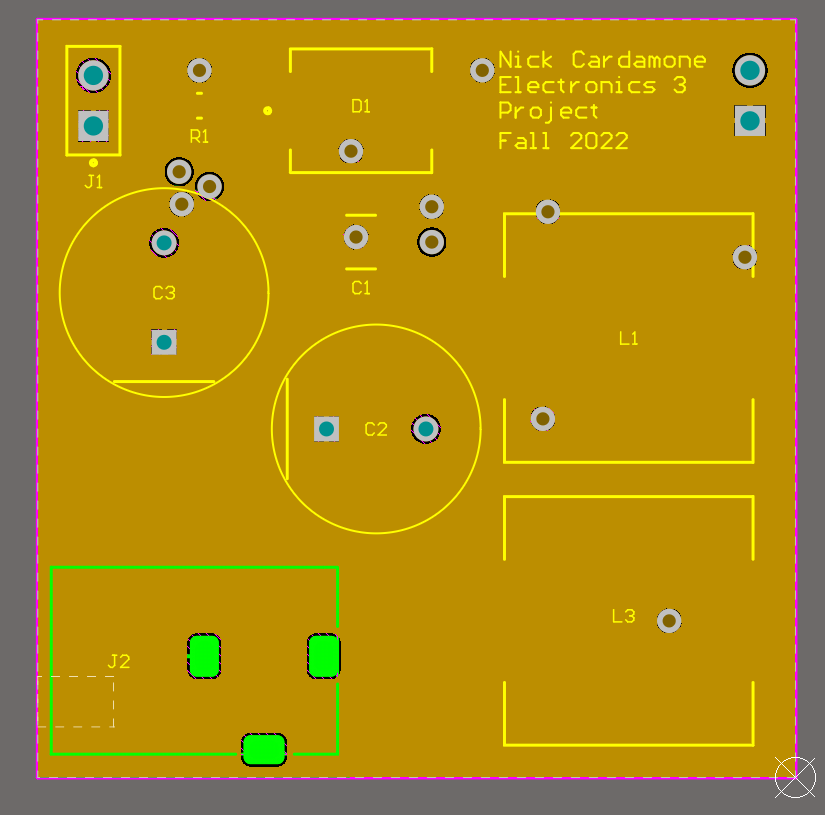 Nick Cardamone
Electronics 3
Project
Fall 2022
D1
R1
J1
C3
C1
L1
C2
L3
J2